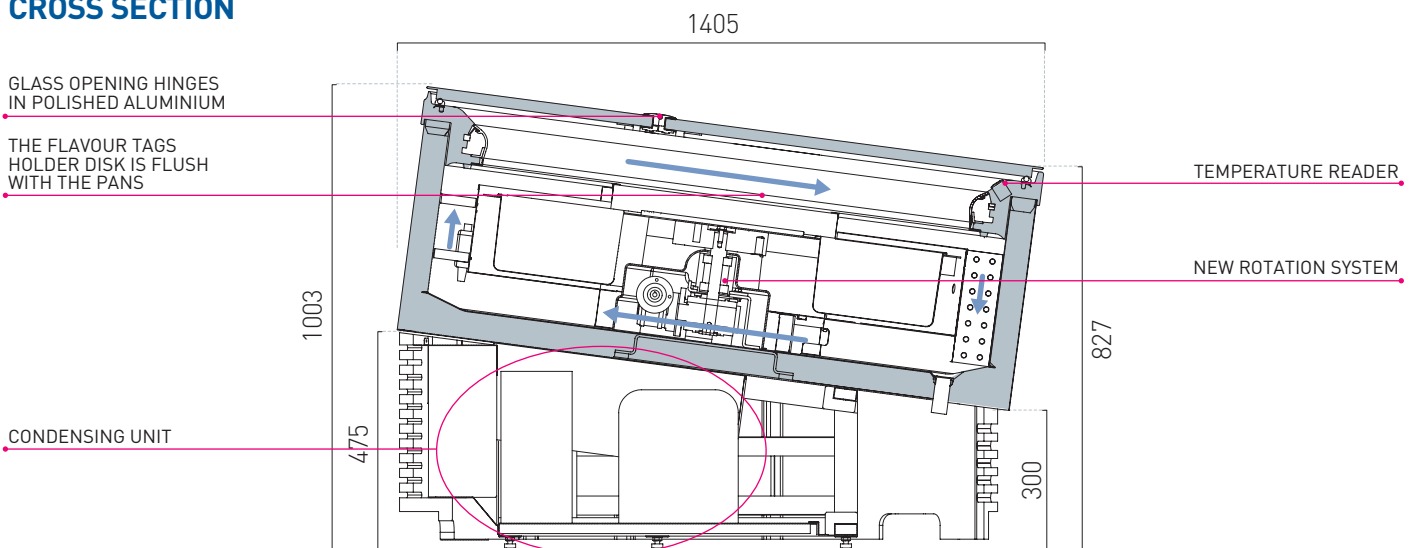 CROSS SECTION
1405
GLASS OPENING HINGES
IN POLISHED ALUMINIUM
THE FLAVOUR TAGS
HOLDER DISK IS FLUSH
WITH THE PANS
TEMPERATURE READER
NEW ROTATION SYSTEM
1003
827
CONDENSING UNIT
475
300